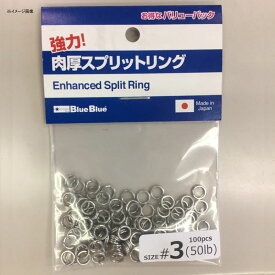 ※イメージ画像
お得なバリューパック
強力!
肉厚スプリットリング
Enhanced Split Ring
BlueBlue
Made in
Japan
100pcs
SIZE #3(50lb)